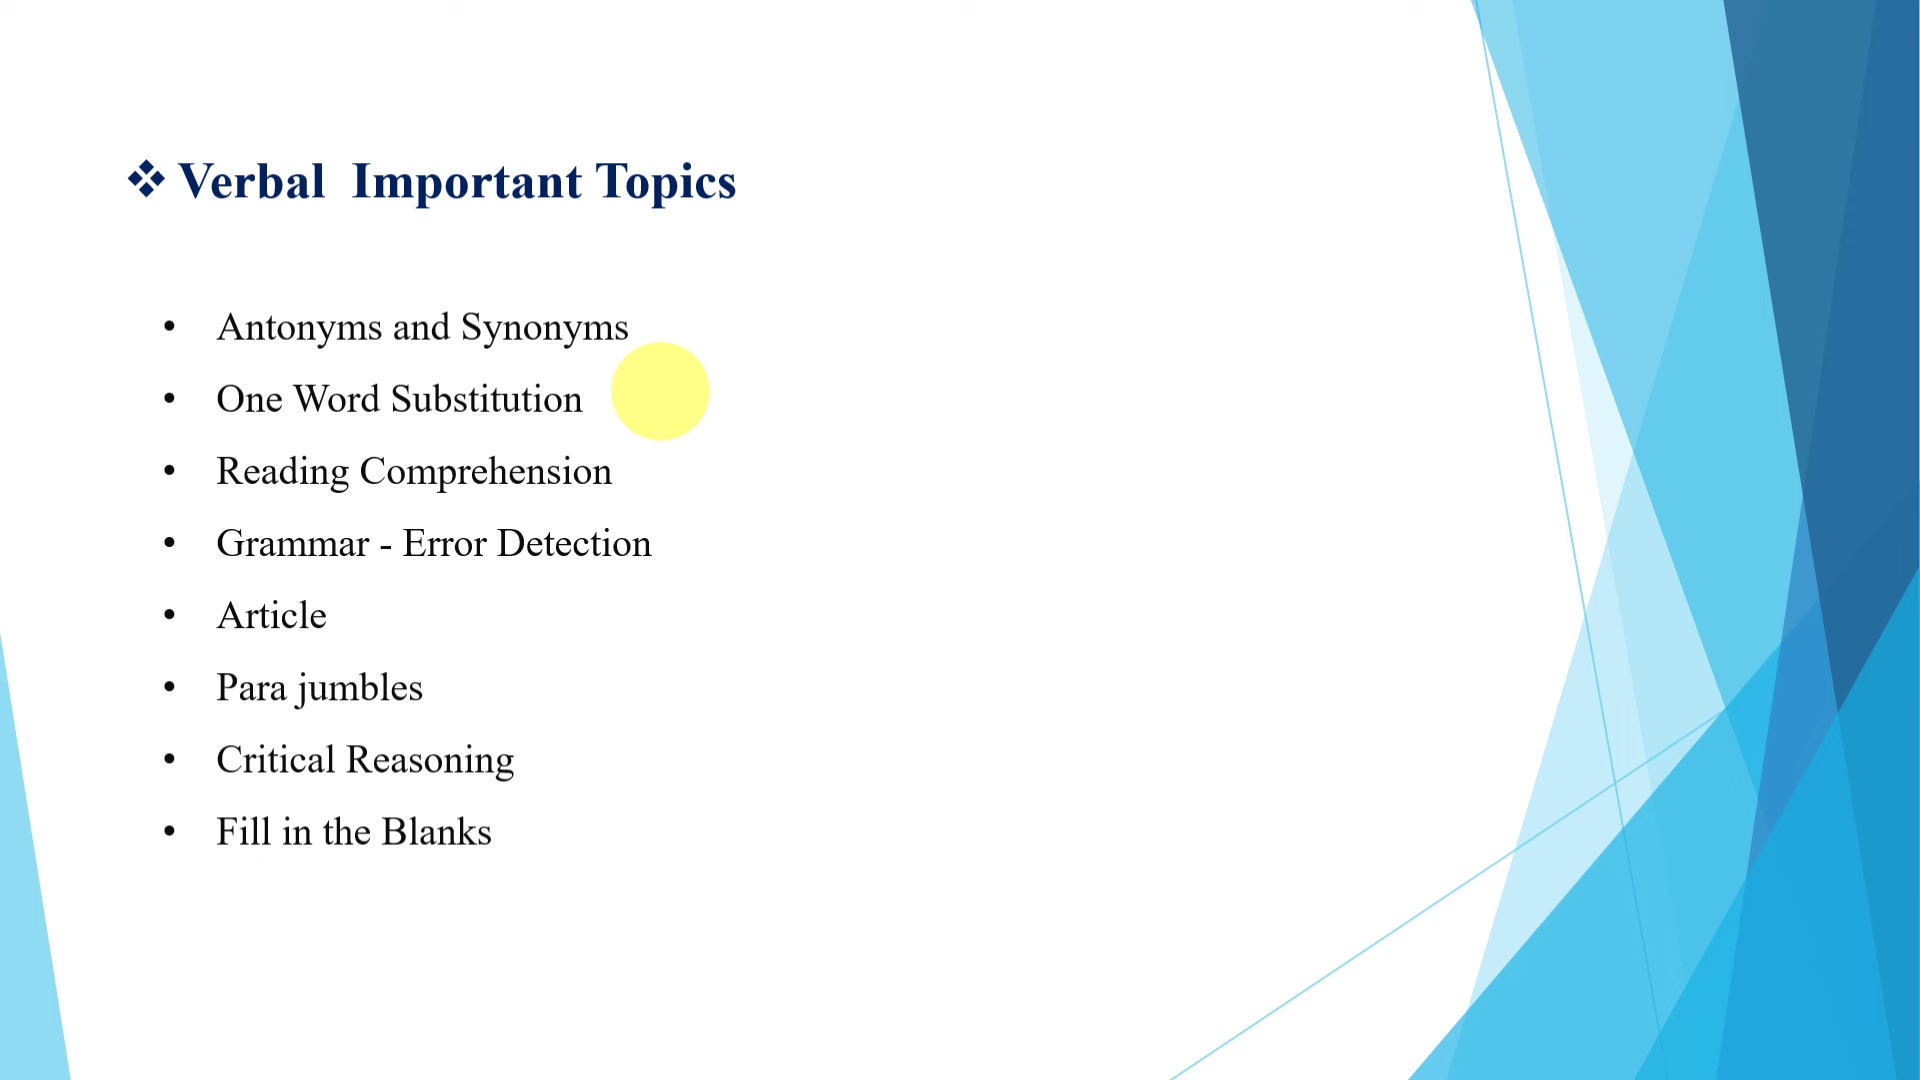 ❖ Verbal  Important Topics
• Antonyms and Synonyms
• One Word Substitution
• Reading Comprehension
• Grammar - Error Detection
• Article
• Para jumbles
• Critical Reasoning
• Fill in the Blanks